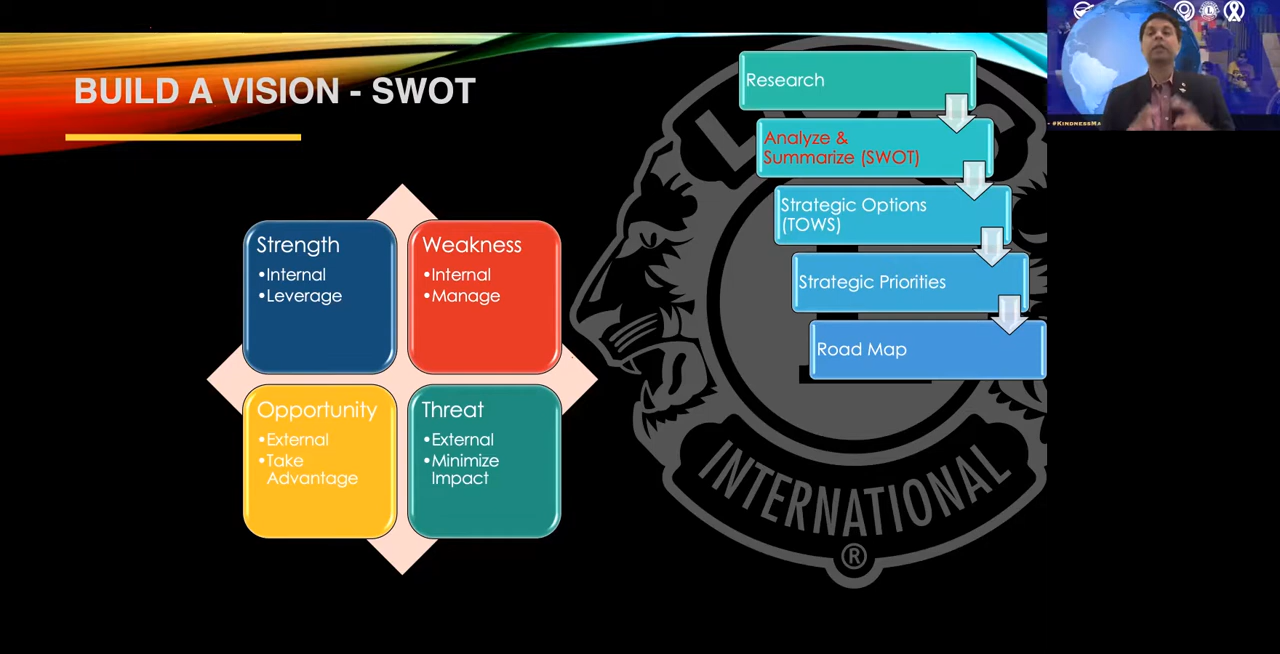 BUILD A VISION - SWOT
Strength
•Internal
•Leverage
Weakness
•Internal
•Manage
Opportunity
•External
•Take
Advantage
Threat
•External
•Minimize
Impact
Research
Analyze &
Summarize (SWOT)
Strategic Options
(TOWS)
Strategic Priorities
Road Map
INTERNATIONAL
®
#KINDNESSMA